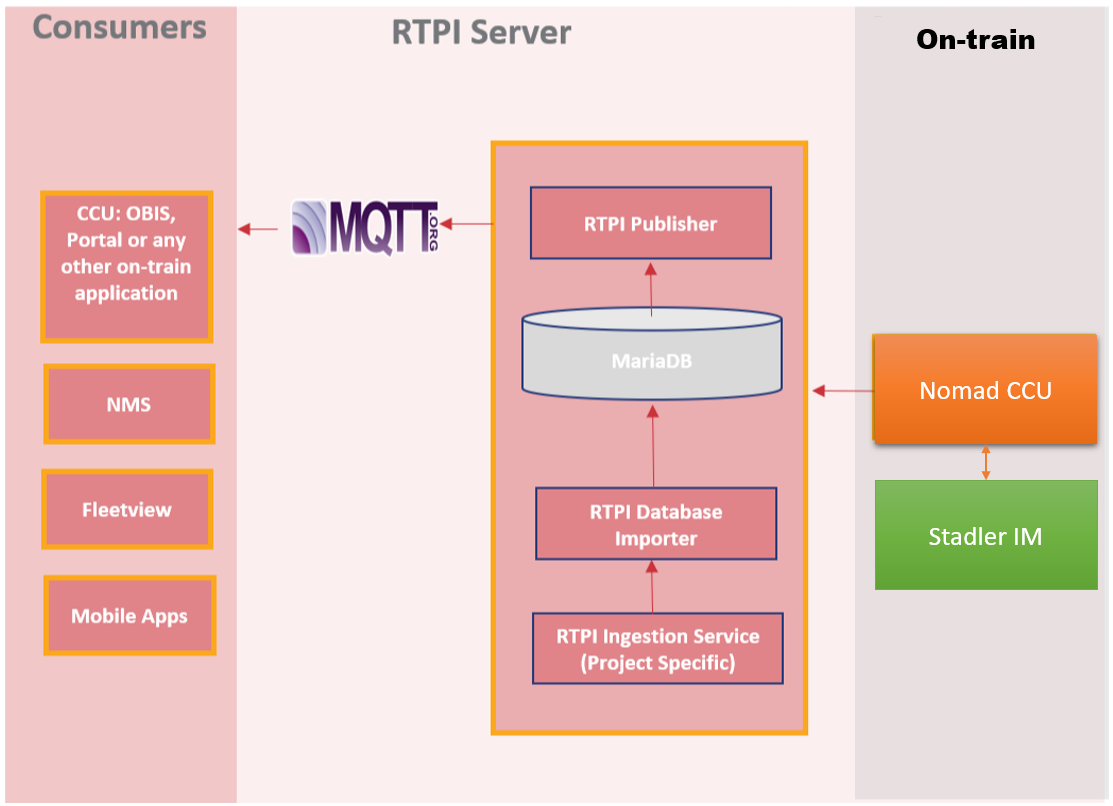 Consumers
RTPI Server
On-train
CCU: OBIS,
Portal or any
other on-train
application
NMS
Fleetview
Mobile Apps
MQTT
.ORG
RTPI Publisher
MariaDB
RTPI Database
Importer
RTPI Ingestion Service
(Project Specific)
Nomad CCU
Stadler IM